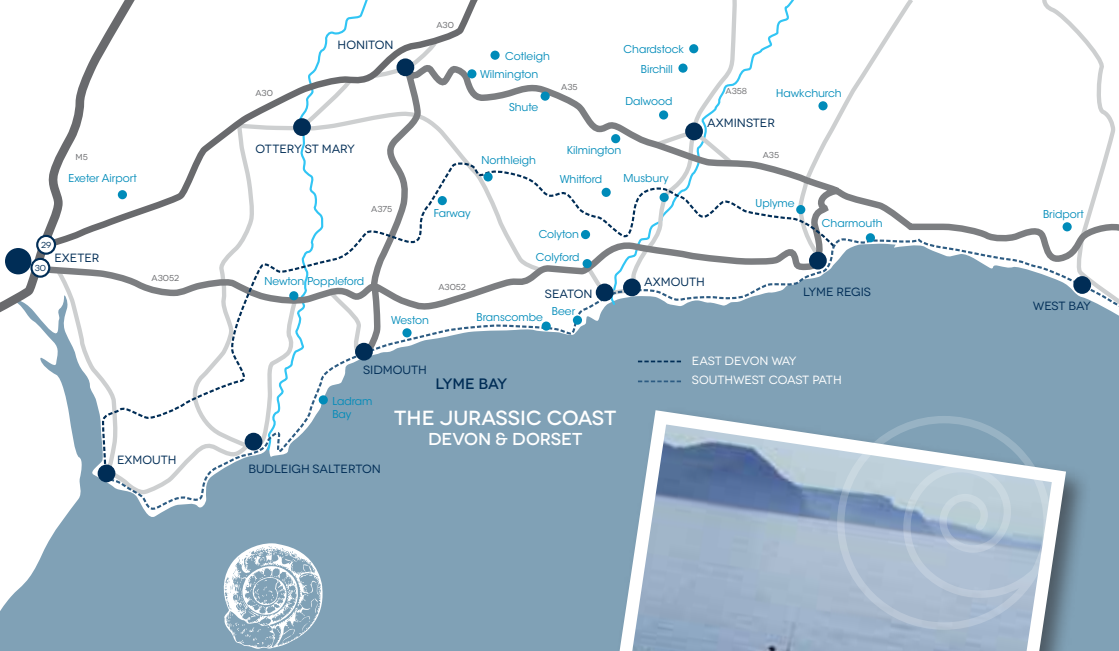 A30
HONITON
Cotleigh
Wilmington
Chardstock
Birchill
A35
A30
Shute
Dalwood
A358
Hawkchurch
AXMINSTER
OTTERY ST MARY
Kilmington
M5
Exeter Airport
Northleigh
A35
Whitford
Musbury
Uplyme
A375
Farway
Charmouth
Bridport
Colyton
29
EXETER
30
Colyford
A3052
Newton Poppleford
A3052
SEATON
AXMOUTH
LYME REGIS
WEST BAY
Weston
Branscombe
Beer
SIDMOUTH
EAST DEVON WAY
SOUTHWEST COAST PATH
LYME BAY
Ladram
Bay
THE JURASSIC COAST
DEVON & DORSET
EXMOUTH
BUDLEIGH SALTERTON